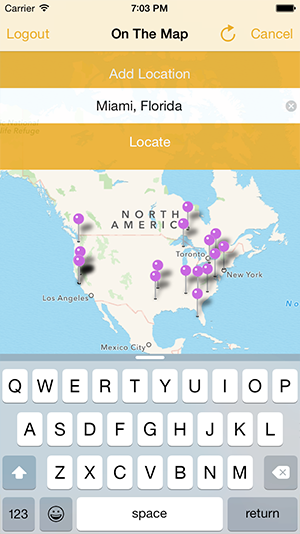 Carrier 7:03 PM
Logout On The Map Cancel
Add Location
Miami, Florida
Locate
NORTH
AMERIC
Toronto
New York
Los Angeles
Mexico City
Q W E R T Y U I O P
A S D F G H J K L
Z X C V B N M
123 space return